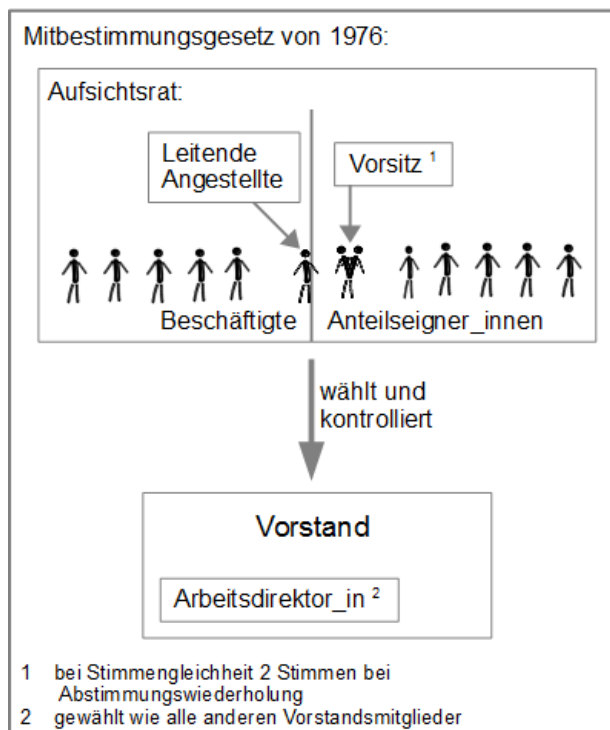 Mitbestimmungsgesetz von 1976:
Aufsichtsrat:
Leitende
Angestellte
Vorsitz ¹
Beschäftigte
Anteilseigner_innen
wählt und
kontrolliert
Vorstand
Arbeitsdirektor_in ²
1 bei Stimmengleichheit 2 Stimmen bei
Abstimmungswiederholung
2 gewählt wie alle anderen Vorstandsmitglieder